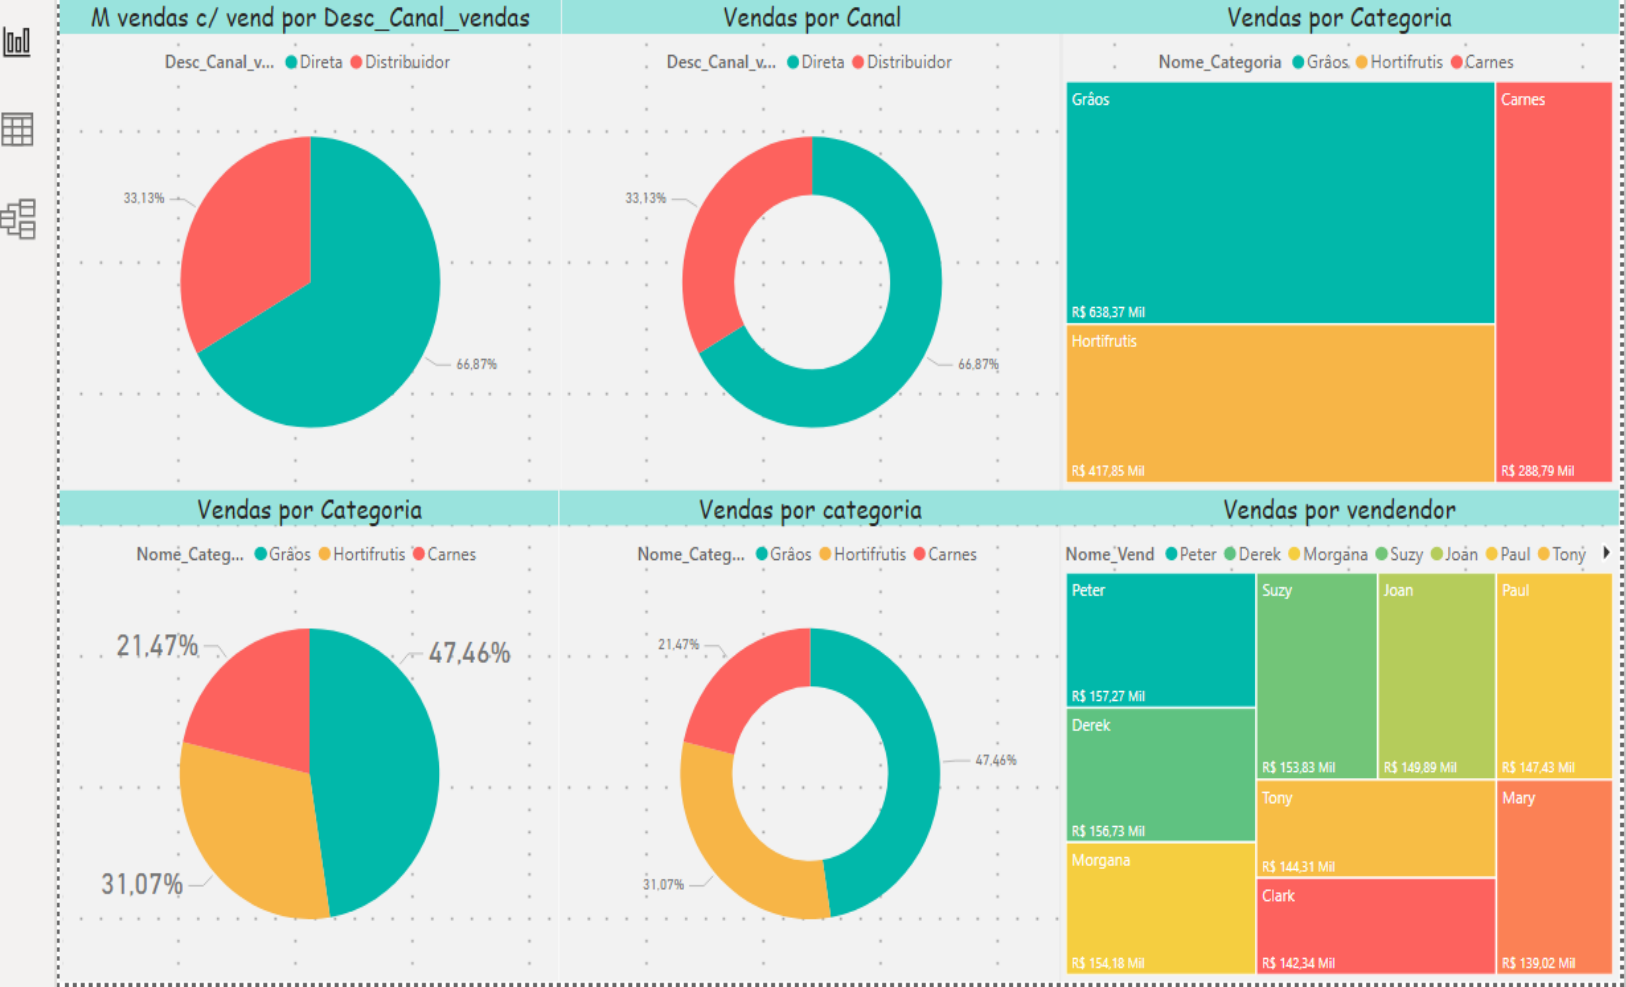 M vendas c/ vend por Desc_Canal_vendas
Desc_Canal_v... Direta Distribuidor
33,13%
66,87%
Vendas por Canal
Desc_Canal_v... Direta Distribuidor
33,13%
66,87%
Vendas por Categoria
Nome_Categoria Grâos Hortifrutis Carnes
Grâos
R$ 638,37 Mil
Hortifrutis
R$ 417,85 Mil
Carnes
R$ 288,79 Mil
Vendas por Categoria
Nome_Categ... Grâos Hortifrutis Carnes
21,47%
47,46%
31,07%
Vendas por categoria
Nome_Categ... Grâos Hortifrutis Carnes
21,47%
47,46%
31,07%
Vendas por vendendor
Nome_Vend Peter Derek Morgana Suzy Joan Paul Tony
Peter
R$ 157,27 Mil
Derek
R$ 156,73 Mil
Morgana
R$ 154,18 Mil
Suzy
R$ 153,83 Mil
Joan
R$ 149,89 Mil
Paul
R$ 147,43 Mil
Tony
R$ 144,31 Mil
Clark
R$ 142,34 Mil
Mary
R$ 139,02 Mil